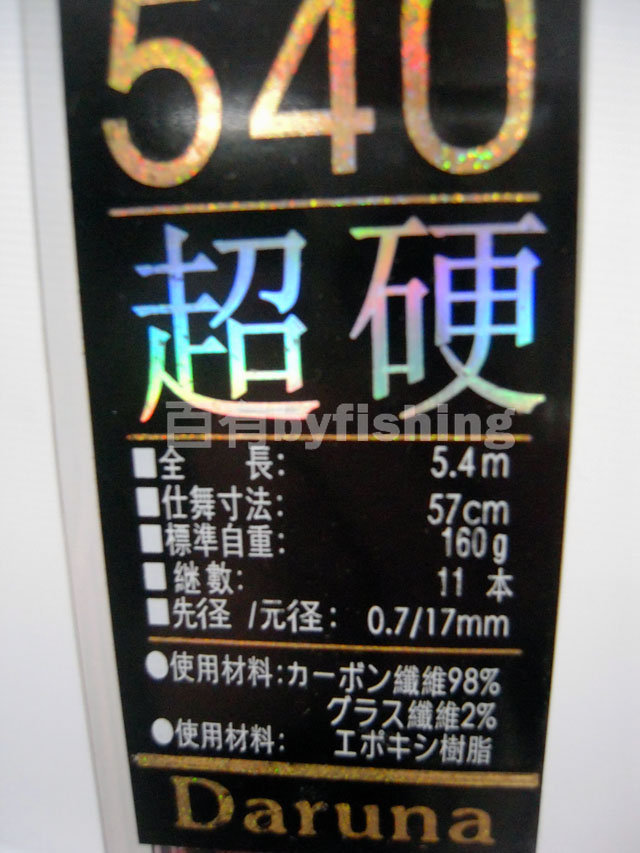 540
超硬
百有byfishing
■全 長: 5.4m
■仕舞寸法: 57cm
■標準自重: 160g
■継數: 11 本
■先径 /元径: 0.7/17mm
●使用材料:カーボン纖維98%
グラス纖維2%
●使用材料: エポキシ樹脂
Daruna